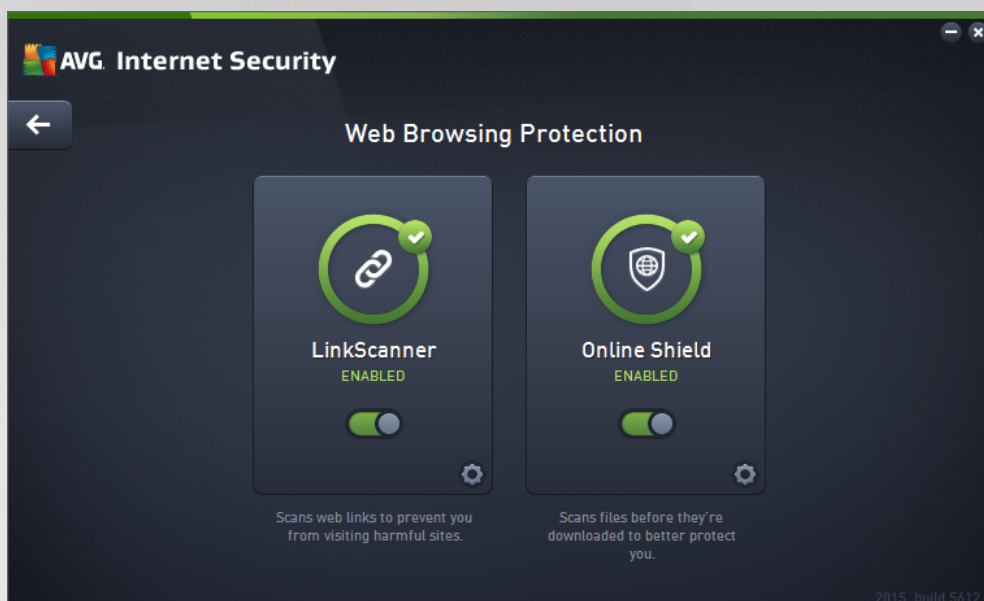 AVG. Internet Security
Web Browsing Protection
LinkScanner
ENABLED
Scans web links to prevent you
from visiting harmful sites.
Online Shield
ENABLED
Scans files before they're
downloaded to better protect
you.
2015, build 5612